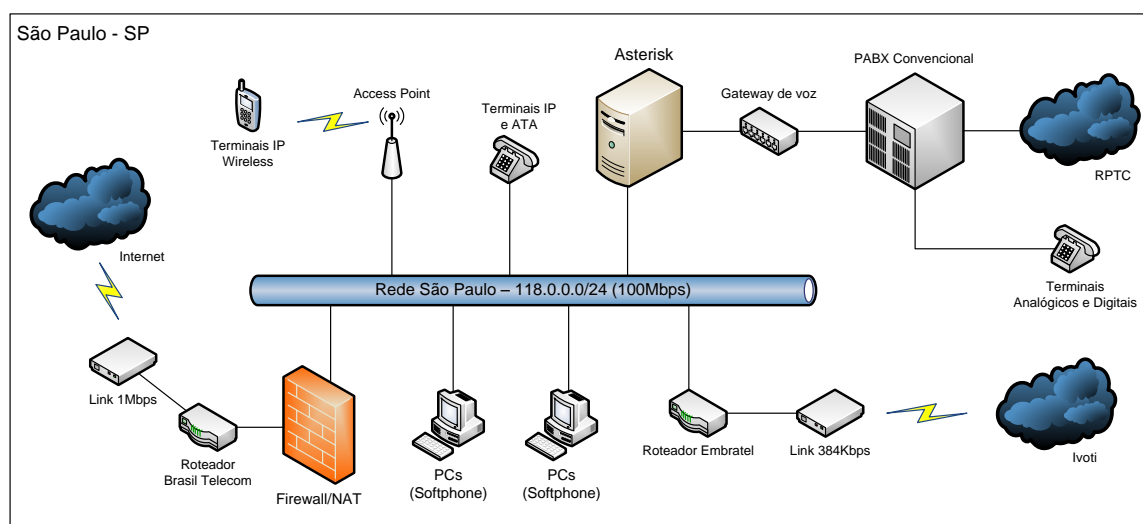 São Paulo - SP
Asterisk
PABX Convencional
Access Point
Terminais IP
e ATA
Gateway de voz
Terminais IP
Wireless
RPTC
Internet
Rede São Paulo – 118.0.0.0/24 (100Mbps)
Terminais
Analógicos e Digitais
Link 1Mbps
Roteador
Brasil Telecom
Firewall/NAT
PCs
(Softphone)
PCs
(Softphone)
Roteador Embratel
Link 384Kbps
Ivoti